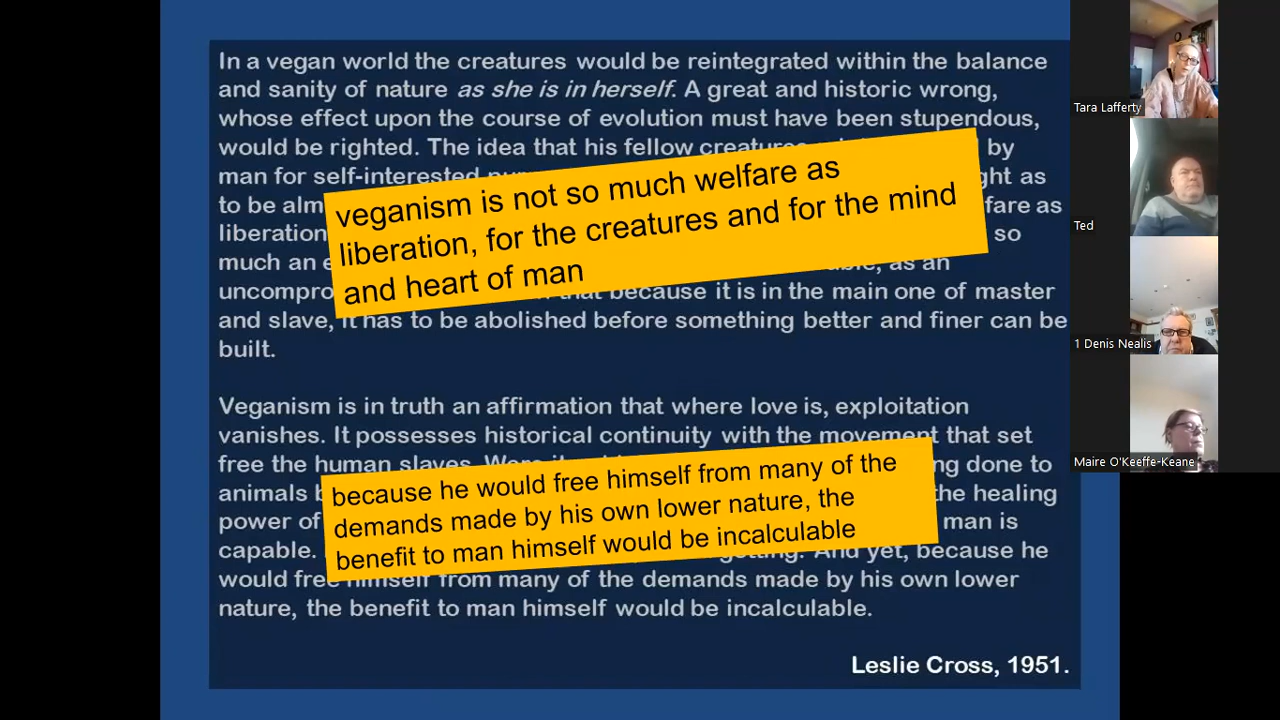 In a vegan world the creatures would be reintegrated within the balance
and sanity of nature as she is in herself. A great and historic wrong,
whose effect upon the course of evolution must have been stupendous,
would be righted. The idea that his fellow creatures by
man for self-interested
to be alm fare as
liberation so
much an as an
because it is in the main one of master
and slave, it has to be abolished before something better and finer can be
built.
veganism is not so much welfare as
liberation, for the creatures and for the mind
and heart of man
Veganism is in truth an affirmation that where love is, exploitation
vanishes. It possesses historical continuity with the movement that set
free the human slaves. done to
animals the healing
power of man is
capable. And yet, because he
would free himself from many of the demands made by his own lower
nature, the benefit to man himself would be incalculable.
because he would free himself from many of the
demands made by his own lower nature, the
benefit to man himself would be incalculable
Leslie Cross, 1951.
Tara Lafferty
Ted
1 Denis Nealis
Maire O'Keeffe-Keane